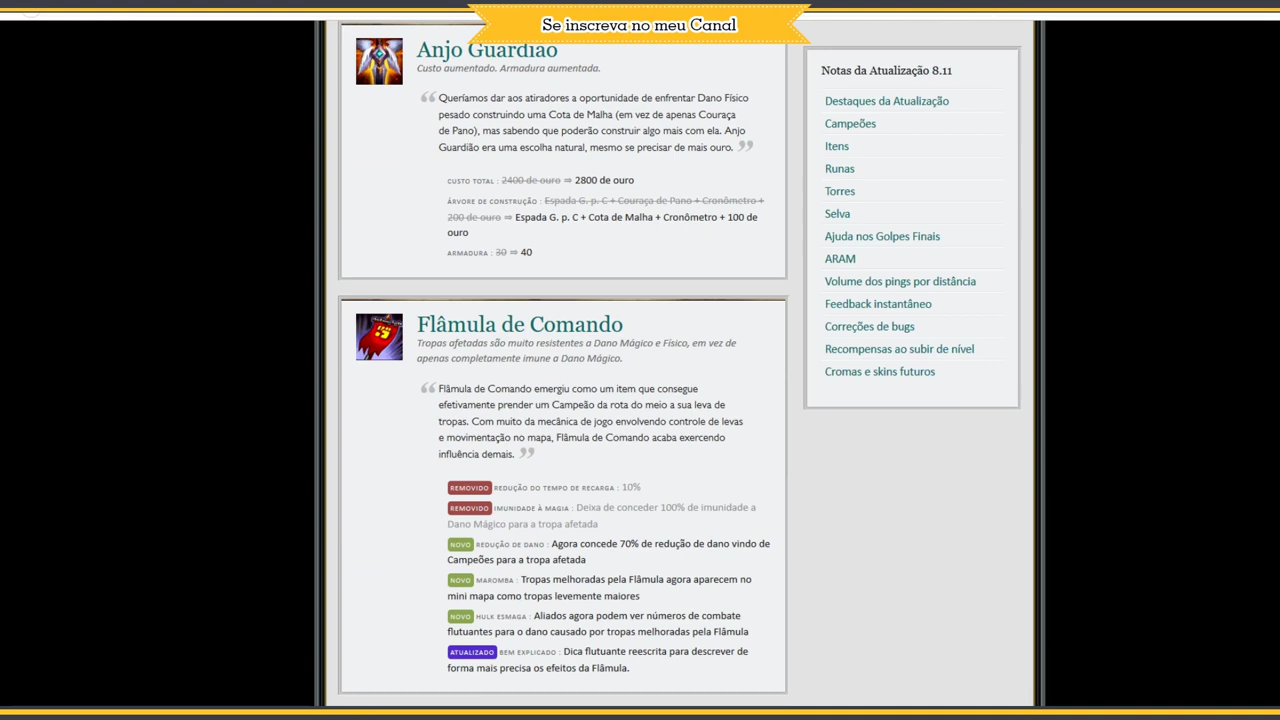 Se inscreva no meu Canal
Anjo Guardião
Custo aumentado. Armadura aumentada.
Queríamos dar aos atiradores a oportunidade de enfrentar Dano Físico
pesado construindo uma Cota de Malha (em vez de apenas Couraça
de Pano), mas sabendo que poderão construir algo mais com ela. Anjo
Guardião era uma escolha natural, mesmo se precisar de mais ouro.
CUSTO TOTAL : 2400 de ouro ⇒ 2800 de ouro
ÁRVORE DE CONSTRUÇÃO : Espada G. p. C + Couraça de Pano + Cronômetro +
200 de ouro ⇒ Espada G. p. C + Cota de Malha + Cronômetro + 100 de
ouro
ARMADURA : 30 ⇒ 40
Flâmula de Comando
Tropas afetadas são muito resistentes a Dano Mágico e Físico, em vez de
apenas completamente imune a Dano Mágico.
Flâmula de Comando emergiu como um item que consegue
efetivamente prender um Campeão da rota do meio a sua leva de
tropas. Com muito da mecânica de jogo envolvendo controle de levas
e movimentação no mapa, Flâmula de Comando acaba exercendo
influência demais.
REMOVIDO REDUÇÃO DO TEMPO DE RECARGA : 10%
REMOVIDO IMUNIDADE À MAGIA : Deixa de conceder 100% de imunidade a
Dano Mágico para a tropa afetada
NOVO REDUÇÃO DE DANO : Agora concede 70% de redução de dano vindo de
Campeões para a tropa afetada
NOVO MAROMBA : Tropas melhoradas pela Flâmula agora aparecem no
mini mapa como tropas levemente maiores
NOVO HULK ESMAGA : Aliados agora podem ver números de combate
flutuantes para o dano causado por tropas melhoradas pela Flâmula
ATUALIZADO BEM EXPLICADO : Dica flutuante reescrita para descrever de
forma mais precisa os efeitos da Flâmula.
Notas da Atualização 8.11
Destaques da Atualização
Campeões
Itens
Runas
Torres
Selva
Ajuda nos Golpes Finais
ARAM
Volume dos pings por distância
Feedback instantâneo
Correções de bugs
Recompensas ao subir de nível
Cromas e skins futuros